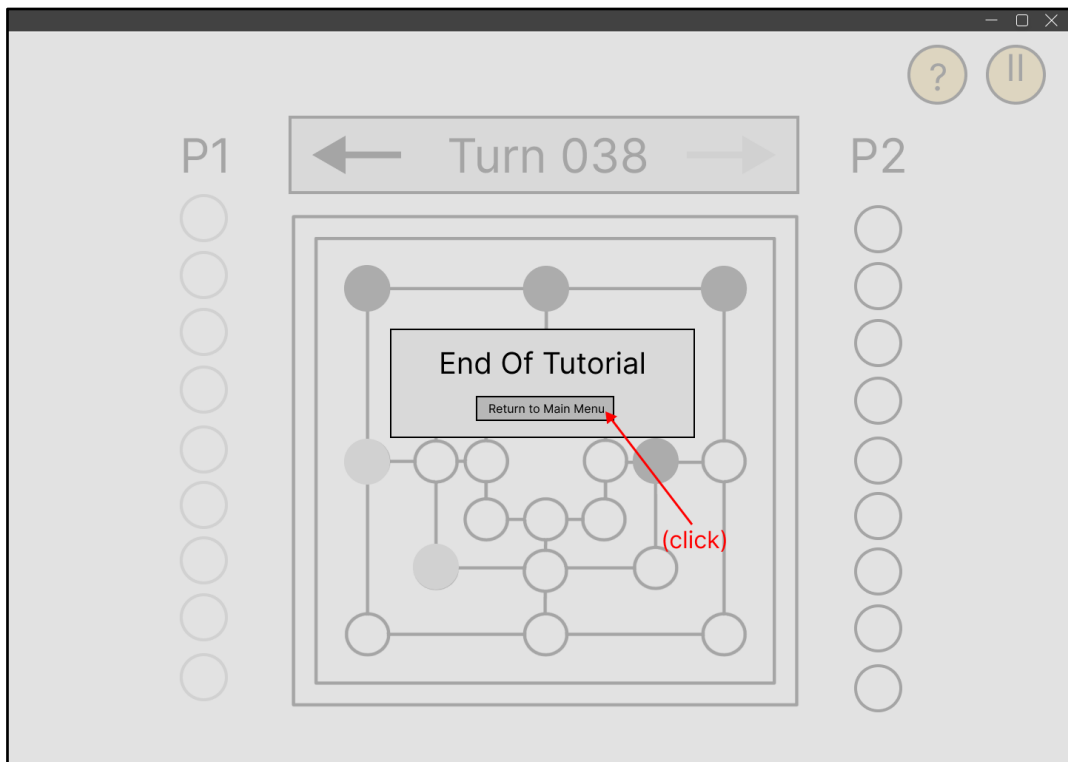 ?
P1
Turn 038
P2
End Of Tutorial
Return to Main Menu
(click)